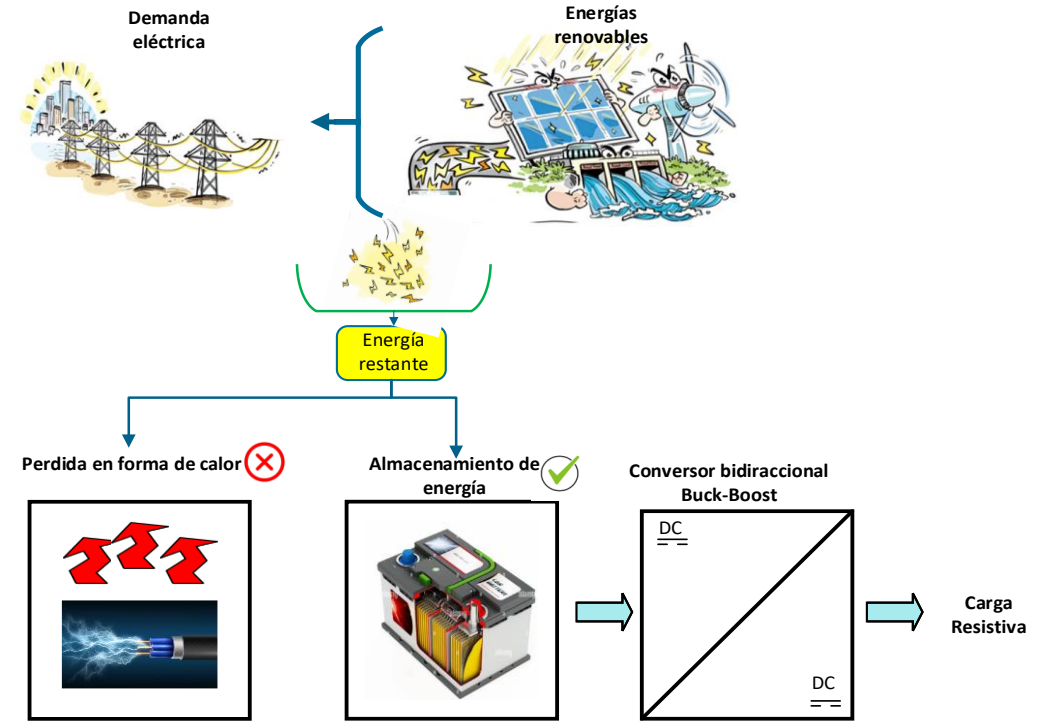 Demanda
eléctrica
Energías
renovables
Energía
restante
Perdida en forma de calor
Almacenamiento de
energía
Conversor bidiraccional
Buck-Boost
DC
DC
Carga
Resistiva